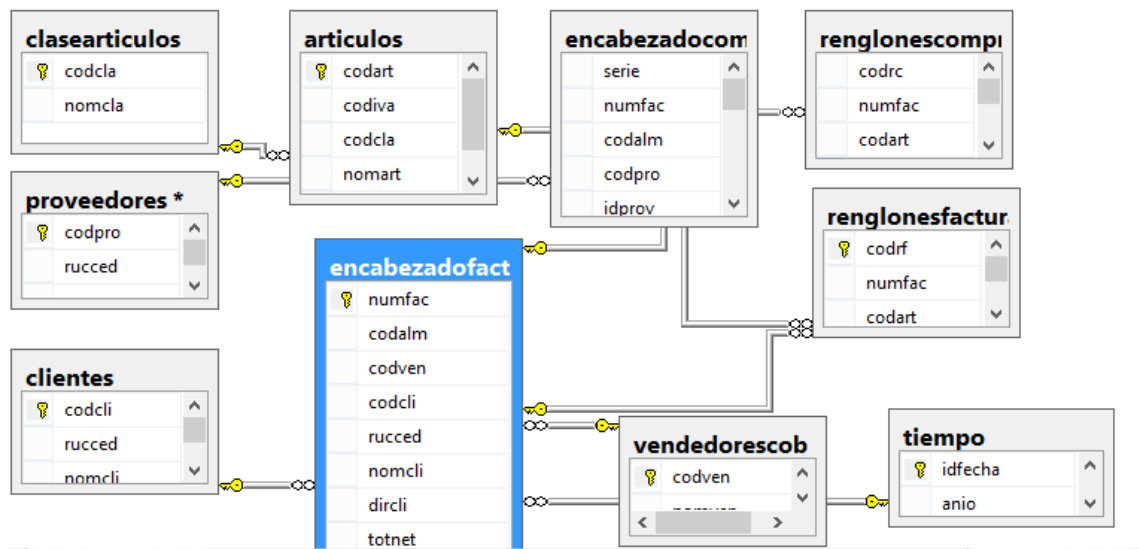 clasearticulos
codcla
nomcla
articulos
codart
codiva
codcla
nomart
encabezadocom
serie
numfac
codalm
codpro
idprov
renglonescompr
codrc
numfac
codart
proveedores *
codpro
rucced
encabezadofact
numfac
codalm
codven
codcli
rucced
nomcli
dircli
totnet
renglonesfactur
codrf
numfac
codart
clientes
codcli
rucced
nomcli
vendedorescob
codven
tiempo
idfecha
anio